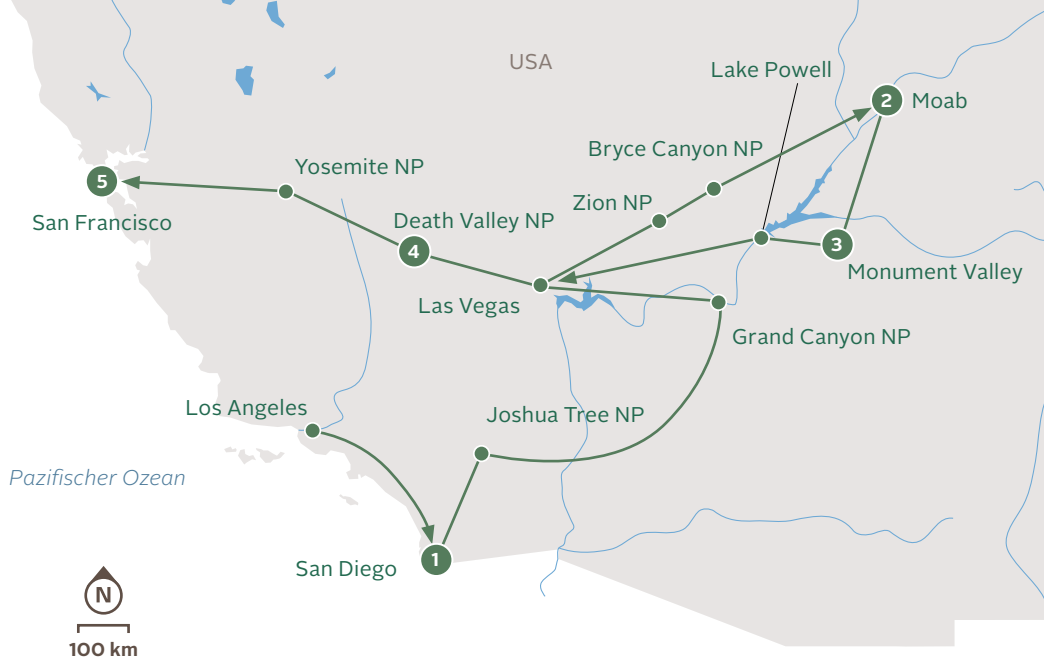 USA
Lake Powell
2
Moab
Bryce Canyon NP
Yosemite NP
5
Zion NP
San Francisco
Death Valley NP
4
3
Monument Valley
Las Vegas
Grand Canyon NP
Los Angeles
Joshua Tree NP
Pazifischer Ozean
1
San Diego
N
100 km